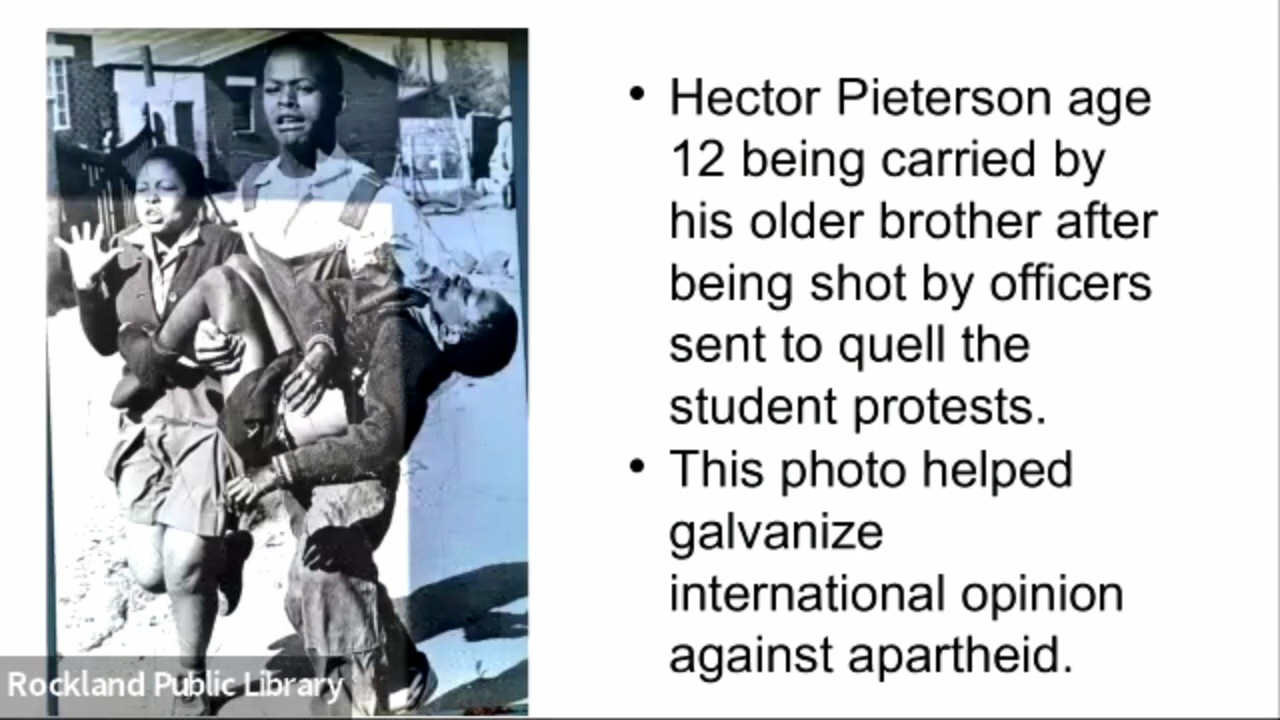 • Hector Pieterson age
12 being carried by
his older brother after
being shot by officers
sent to quell the
student protests.
• This photo helped
galvanize
international opinion
against apartheid.
Rockland Public Library